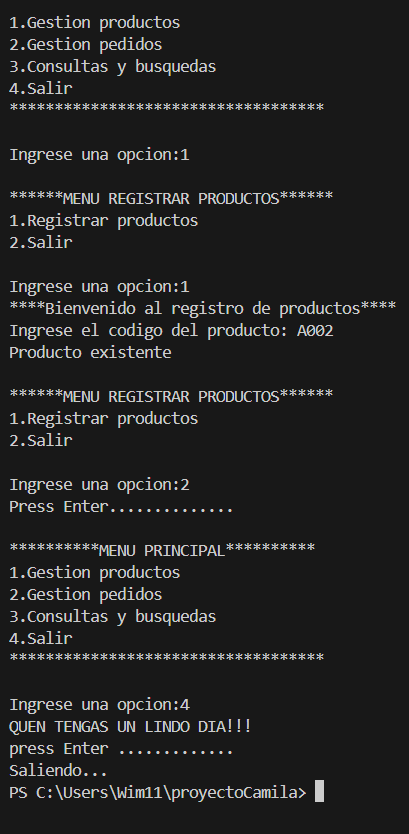 1.Gestion productos
2.Gestion pedidos
3.Consultas y busquedas
4.Salir
***********************************

Ingrese una opcion:1

******MENU REGISTRAR PRODUCTOS******
1.Registrar productos
2.Salir

Ingrese una opcion:1
****Bienvenido al registro de productos****
Ingrese el codigo del producto: A002
Producto existente

******MENU REGISTRAR PRODUCTOS******
1.Registrar productos
2.Salir

Ingrese una opcion:2
Press Enter..............

**********MENU PRINCIPAL**********
1.Gestion productos
2.Gestion pedidos
3.Consultas y busquedas
4.Salir
***********************************

Ingrese una opcion:4
QUEN TENGAS UN LINDO DIA!!!
press Enter .............
Saliendo...
PS C:\Users\Wim11\proyectoCamila>